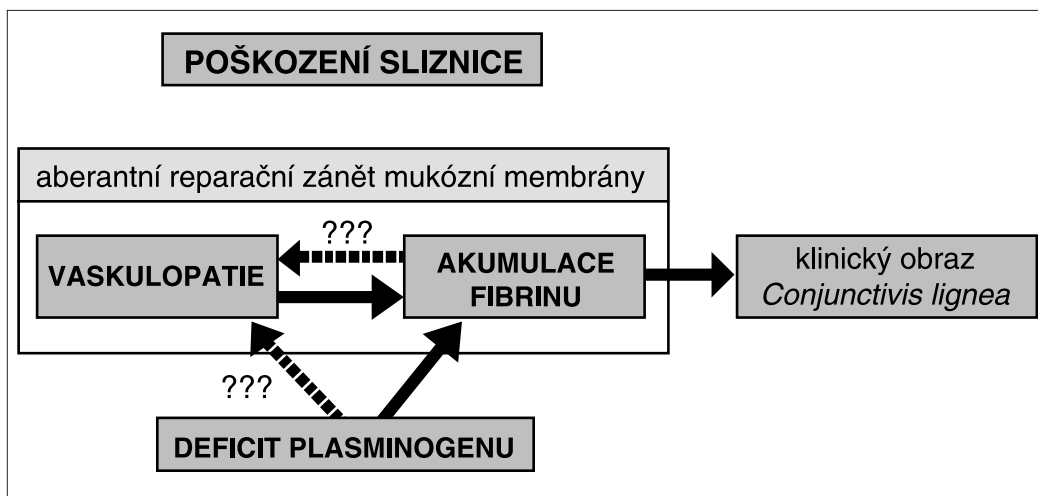 POŠKOZENÍ SLIZNICE
aberantní reparační zánět mukózní membrány
???
VASKULOPATIE
AKUMULACE
FIBRINU
klinický obraz
Conjunctivis lignea
???
DEFICIT PLASMINOGENU